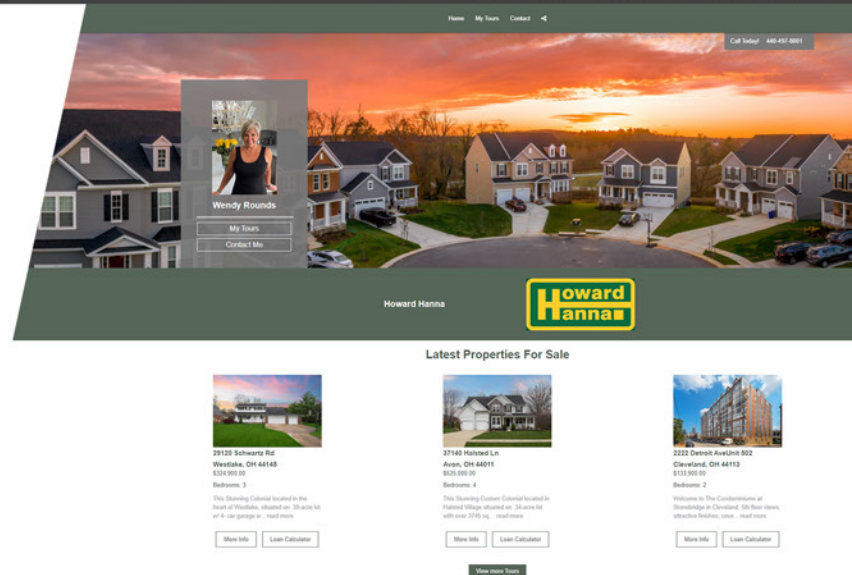 Home My Tours Contact
Call Today! 440-497-8001
Wendy Rounds
My Tours
Contact Me
Howard Hanna
Howard
Hanna
Latest Properties For Sale
29120 Schwartz Rd
Westlake, OH 44145
$324,900.00
Bedrooms: 3
This Stunning Colonial located in the
heart of Westlake, situated on .38-acre lot
w/ 4- car garage w... read more
More Info Loan Calculator
37140 Halsted Ln
Avon, OH 44011
$525,000.00
Bedrooms: 4
This Stunning Custom Colonial located in
Halsted Village situated on .34-acre lot
with over 3745 sq... read more
More Info Loan Calculator
2222 Detroit AveUnit 502
Cleveland, OH 44113
$133,900.00
Bedrooms: 2
Welcome to The Condominiums at
Stonebridge in Cleveland. 5th floor views,
attractive finishes, cove... read more
More Info Loan Calculator
View more Tours